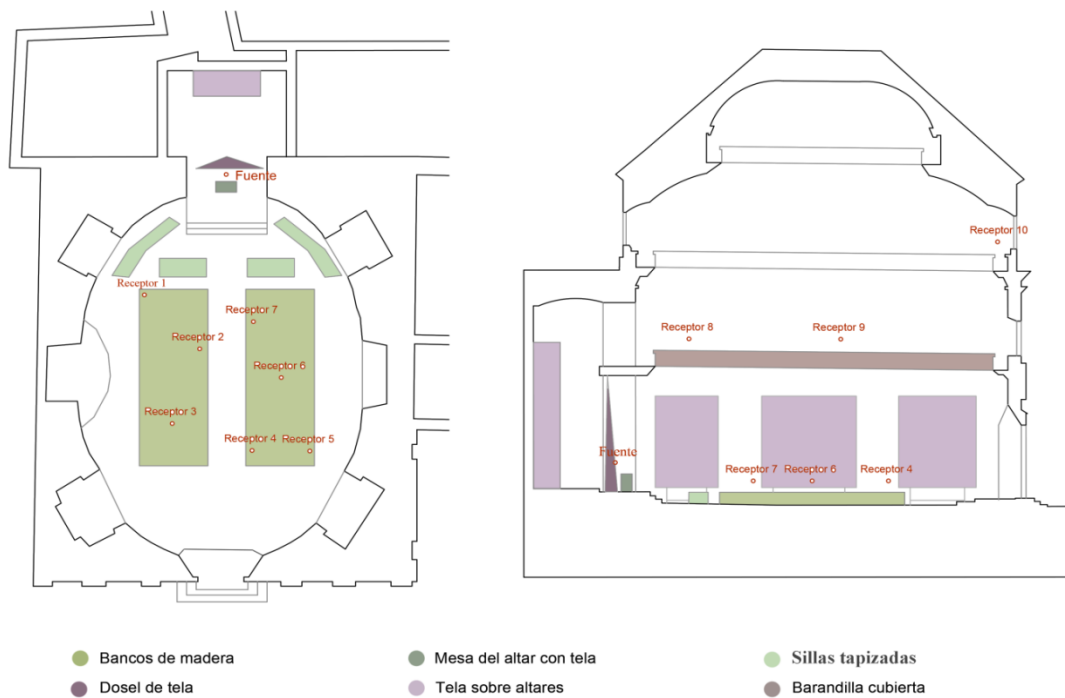 Fuente
Receptor 1
Receptor 7
Receptor 2
Receptor 6
Receptor 3
Receptor 4
Receptor 5
Receptor 10
Receptor 8
Receptor 9
Fuente
Receptor 7
Receptor 6
Receptor 4
Bancos de madera
Mesa del altar con tela
Sillas tapizadas
Dosel de tela
Tela sobre altares
Barandilla cubierta